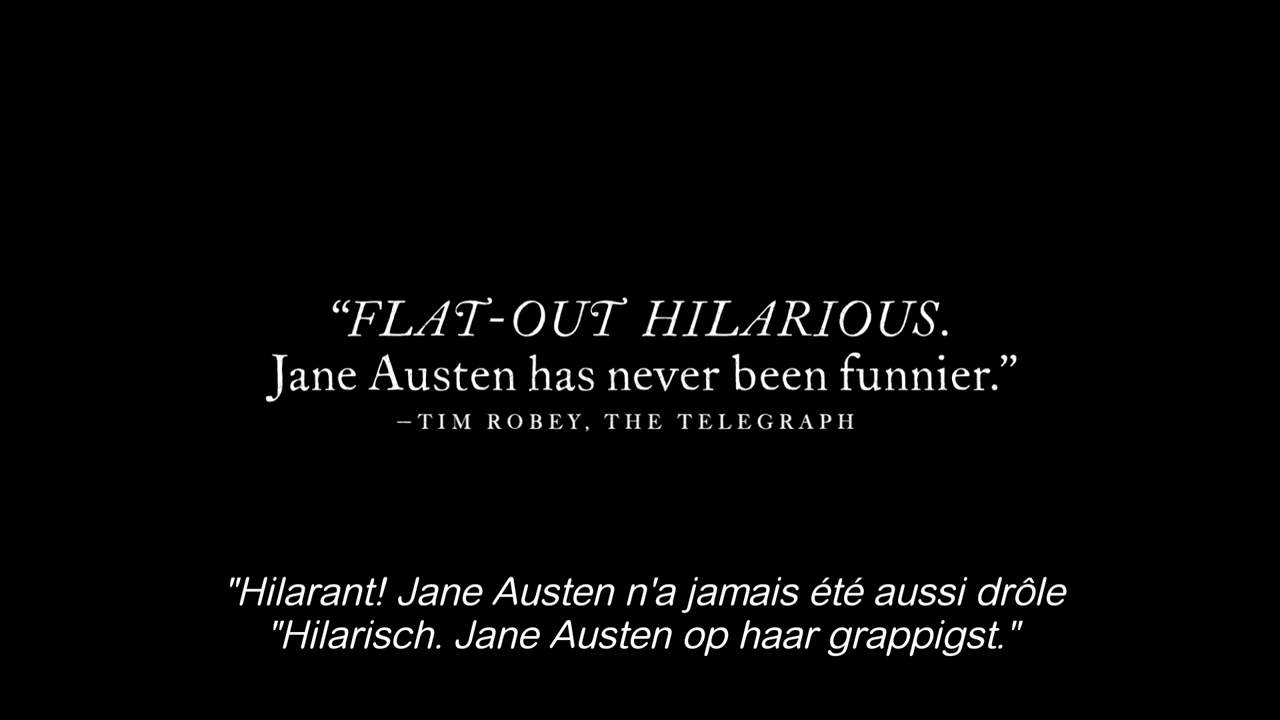 “FLAT-OUT HILARIOUS.
Jane Austen has never been funnier.”
–TIM ROBEY, THE TELEGRAPH
"Hilarant! Jane Austen n'a jamais été aussi drôle
"Hilarisch. Jane Austen op haar grappigst."